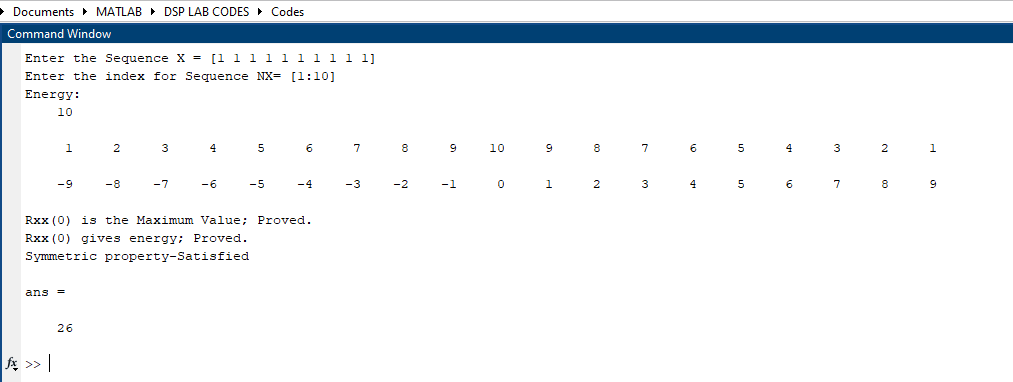 Documents MATLAB DSP LAB CODES Codes
Command Window
Enter the Sequence X = [1 1 1 1 1 1 1 1 1 1]
Enter the index for Sequence NX= [1:10]
Energy:
10
1 2 3 4 5 6 7 8 9 10 9 8 7 6 5 4 3 2 1
-9 -8 -7 -6 -5 -4 -3 -2 -1 0 1 2 3 4 5 6 7 8 9
Rxx(0) is the Maximum Value; Proved.
Rxx(0) gives energy; Proved.
Symmetric property-Satisfied
ans =
26
fx >>